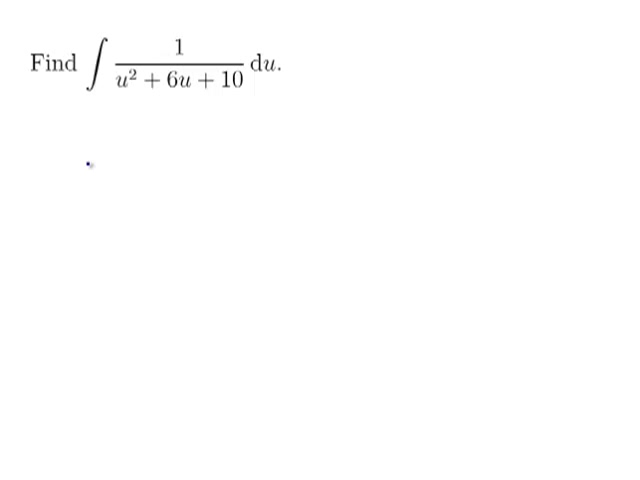 Find ∫ 1/(u² + 6u + 10) du.